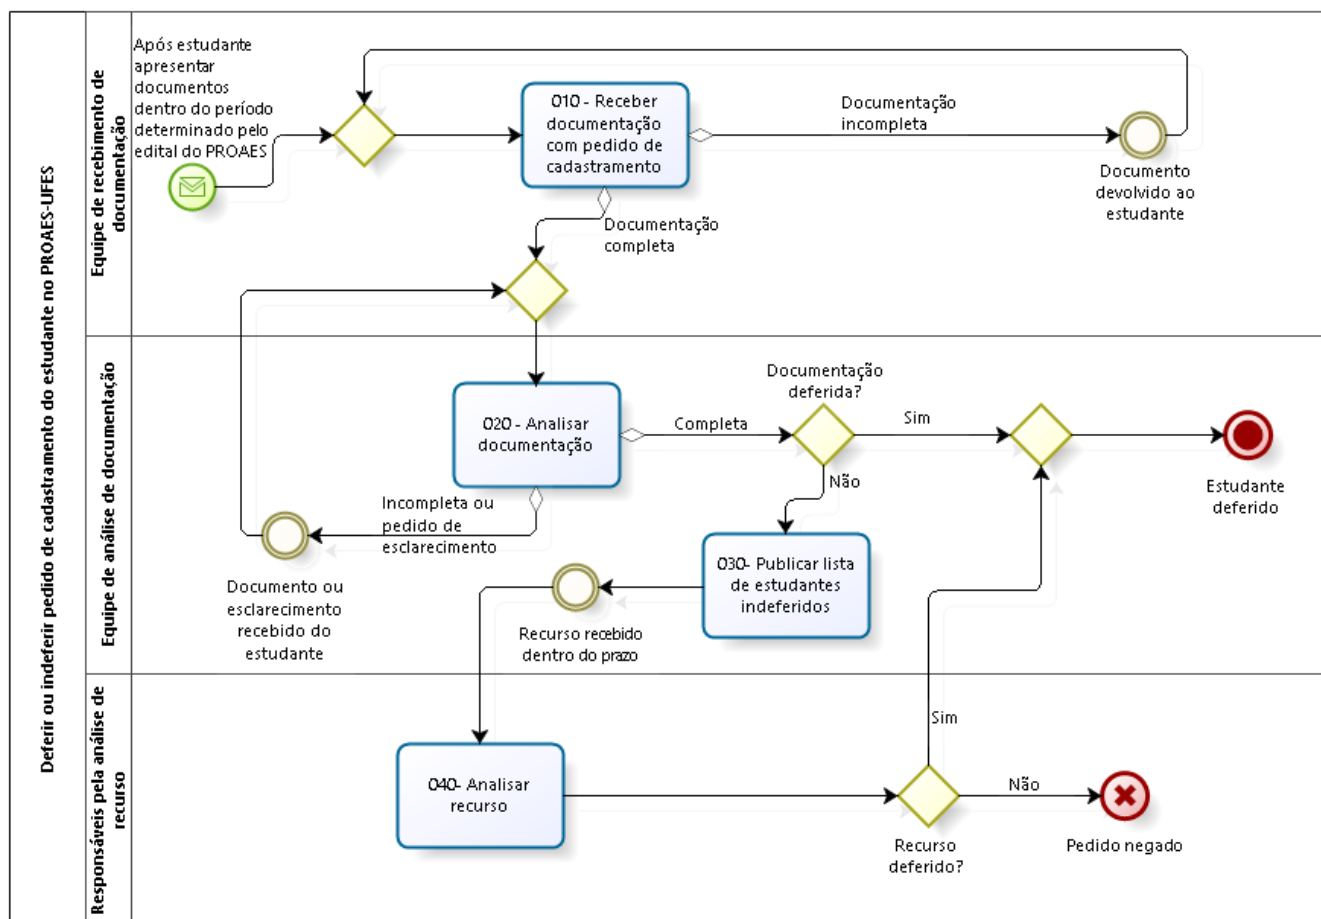 Deferir ou indeferir pedido de cadastramento do estudante no PROAES-UFES
Equipe de recebimento de
documentação
Após estudante
apresentar
documentos
dentro do período
determinado pelo
edital do PROAES
010 - Receber
documentação
com pedido de
cadastramento
Documentação
incompleta
Documento
devolvido ao
estudante
Documentação
completa
Equipe de análise de documentação
020 - Analisar
documentação
Completa
Documentação
deferida?
Sim
Não
Estudante
deferido
Incompleta ou
pedido de
esclarecimento
Documento ou
esclarecimento
recebido do
estudante
030- Publicar lista
de estudantes
indeferidos
Recurso recebido
dentro do prazo
Responsáveis pela análise de
recurso
040- Analisar
recurso
Sim
Recurso
deferido?
Não
Pedido negado